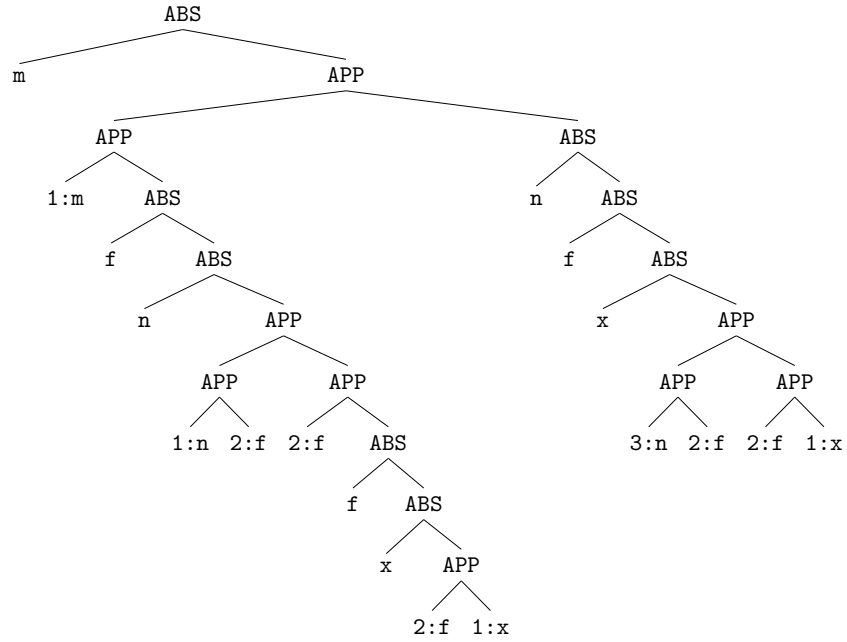 ABS
m APP
APP ABS
1:m ABS n ABS
f ABS f ABS
n APP x APP
APP APP APP APP
1:n 2:f 2:f ABS 3:n 2:f 2:f 1:x
f ABS
x APP
2:f 1:x